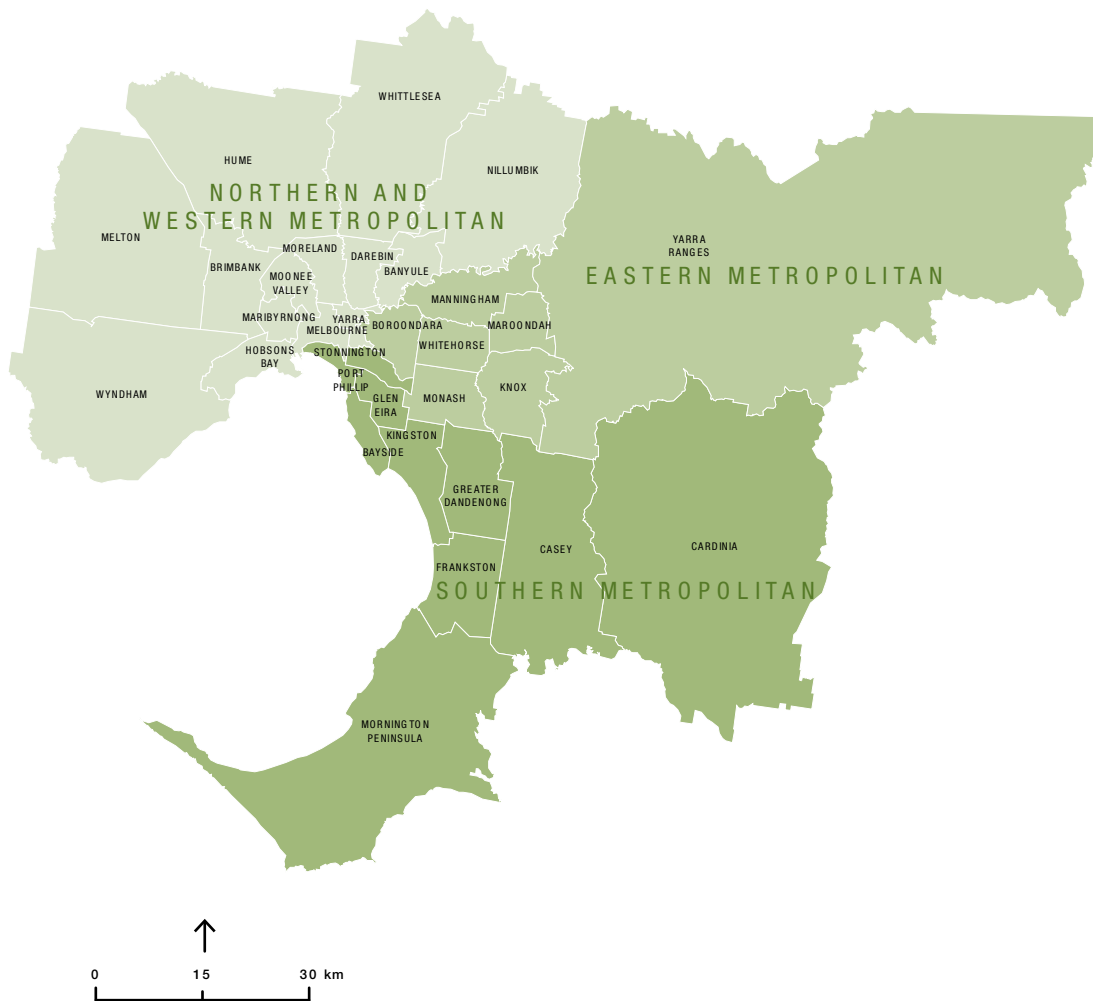 WHITTLESEA
HUME
NILLUMBIK
NORTHERN AND
WESTERN METROPOLITAN
MELTON
YARRA
RANGES
EASTERN METROPOLITAN
MORELAND
DAREBIN
BRIMBANK
BANYULE
MOONEE
VALLEY
MANNINGHAM
MARIBYRNONG
YARRA
MELBOURNE
BOROONDARA
MAROONDAH
WHITEHORSE
HOBSONS
BAY
STONNINGTON
PORT
PHILLIP
WYNDHAM
GLEN
EIRA
MONASH
KNOX
KINGSTON
BAYSIDE
GREATER
DANDENONG
CASEY
CARDINIA
FRANKSTON
SOUTHERN METROPOLITAN
MORNINGTON
PENINSULA
0 15 30 km